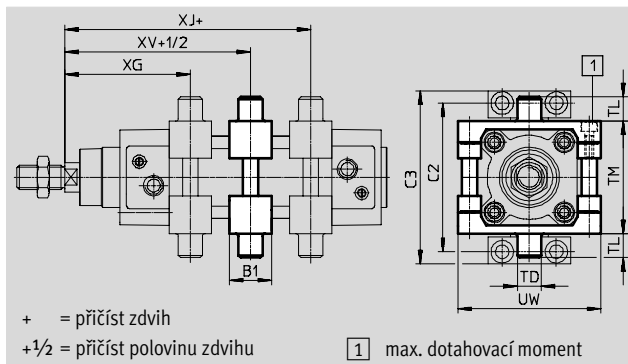 XJ+
XV+1/2
XG
1
TL
C3
C2
TM
TL
B1
TD
UW
+ = přičíst zdvih
+½ = přičíst polovinu zdvihu
1 max. dotahovací moment